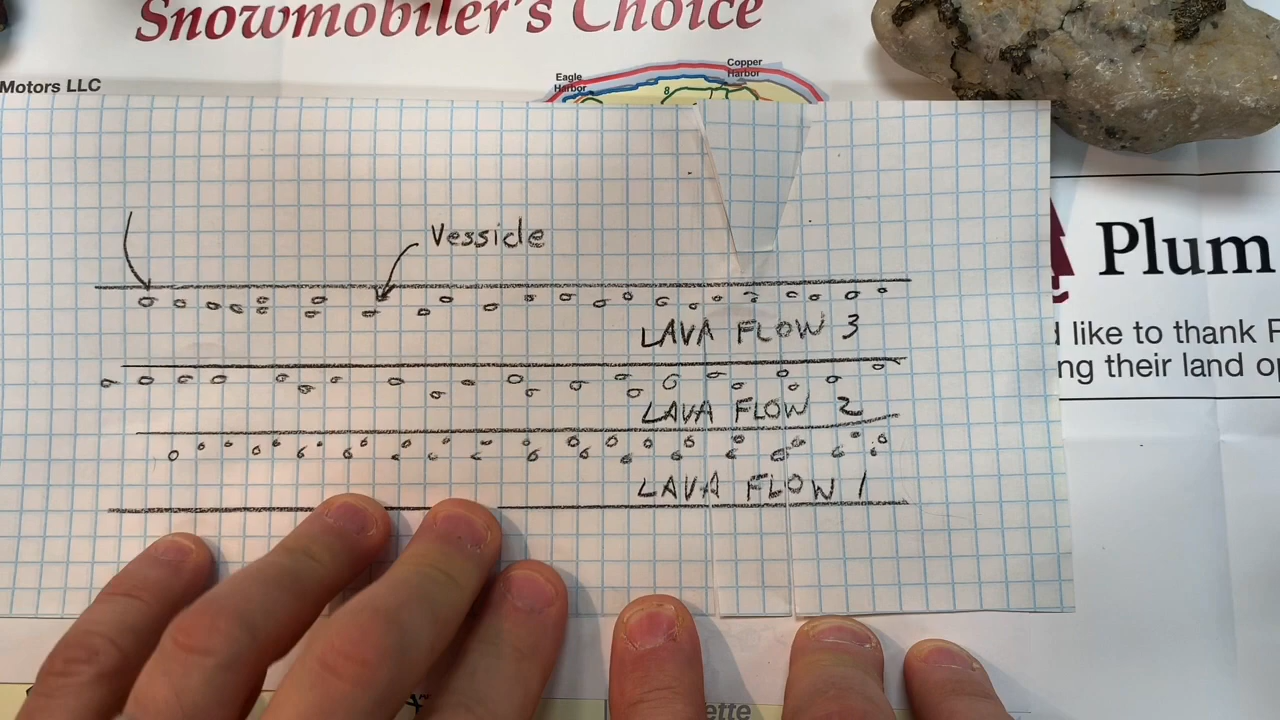 Snowmobiler's Choice
Motors LLC
Eagle
Harbor
Copper
Harbor
8
7
Vessicle
LAVA FLOW 3
LAVA FLOW 2
LAVA FLOW 1
Plum
like to thank
ng their land
ette